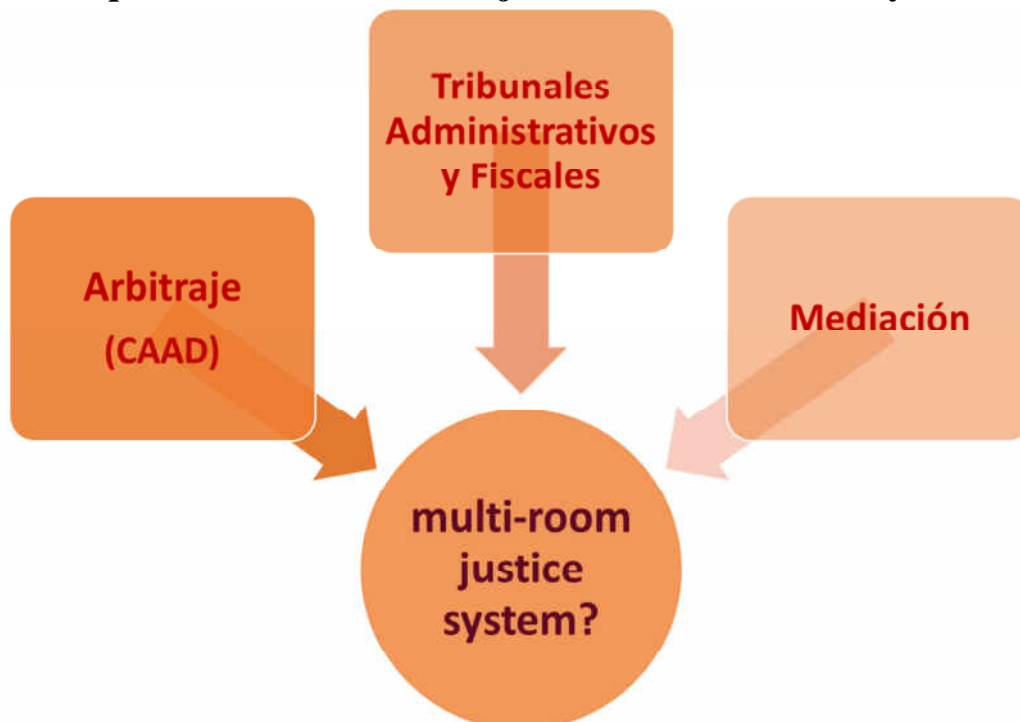 Tribunales
Administrativos
y Fiscales
Arbitraje
(CAAD)
Mediación
multi-room
justice
system?